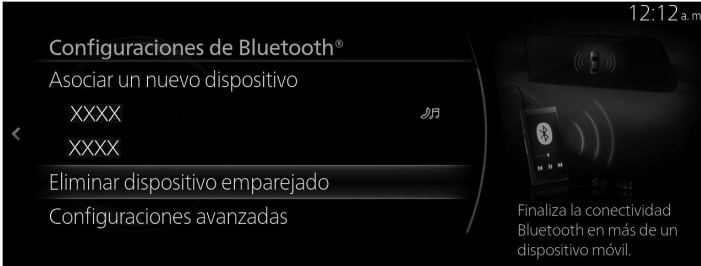 12:12 a. m
Configuraciones de Bluetooth®
Asociar un nuevo dispositivo
XXXX
XXXX
Eliminar dispositivo emparejado
Configuraciones avanzadas
Finaliza la conectividad
Bluetooth en más de un
dispositivo móvil.